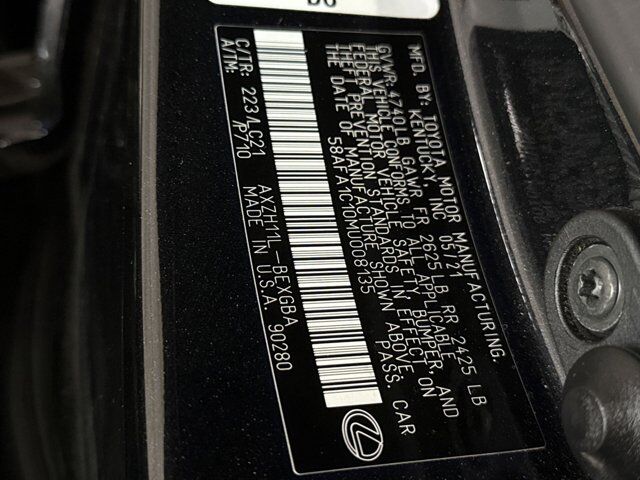 MFD. BY: TOYOTA MOTOR MANUFACTURING,
KENTUCKY, INC 05/21
GVWR 4740LB GAWR FR 2625 LB RR 2475 LB
THIS VEHICLE CONFORMS TO ALL APPLICABLE
FEDERAL MOTOR VEHICLE SAFETY, BUMPER, AND
THEFT PREVENTION STANDARDS IN EFFECT ON
THE DATE OF MANUFACTURE SHOWN ABOVE.
58AFA1C10MU008135 PASS. CAR
C/TR: 223/LC21 AXZH11L-BEXGBA
A/TM: /P710 MADE IN U.S.A. 90280